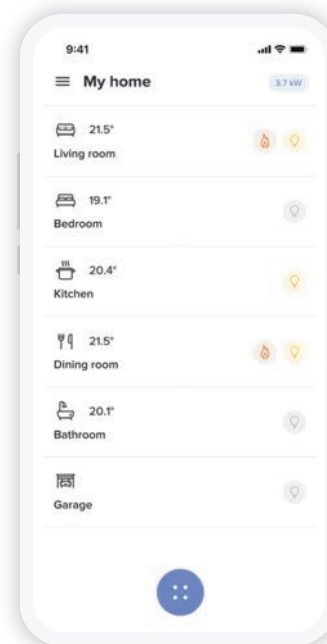 9:41
My home
3.7 kW
21.5°
Living room
19.1°
Bedroom
20.4°
Kitchen
21.5°
Dining room
20.1°
Bathroom
Garage